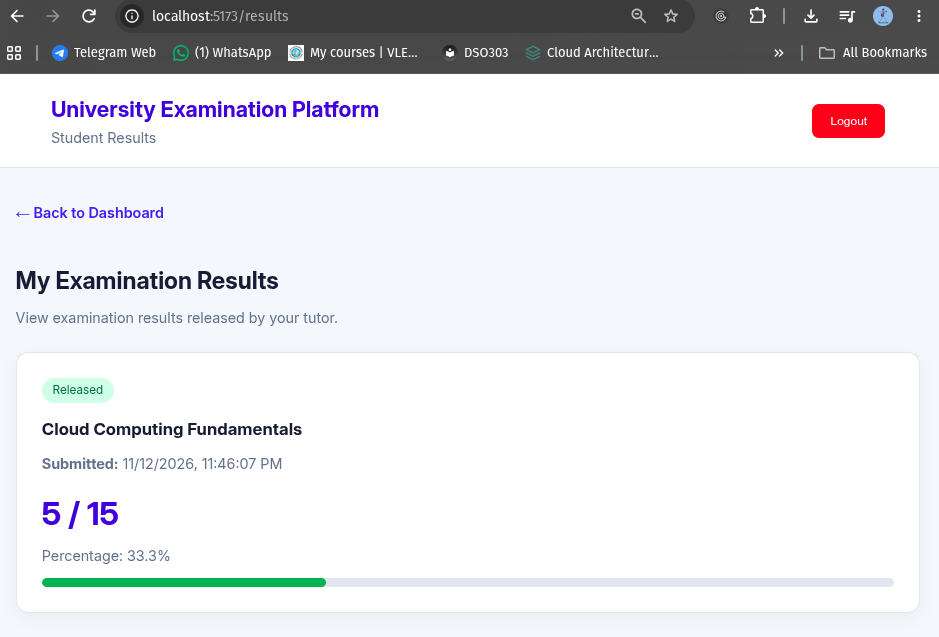 localhost:5173/results
Telegram Web
(1) WhatsApp
My courses | VLE...
DSO303
Cloud Architectur...
»
All Bookmarks
University Examination Platform
Student Results
Logout
← Back to Dashboard
My Examination Results
View examination results released by your tutor.
Released
Cloud Computing Fundamentals
Submitted: 11/12/2026, 11:46:07 PM
5 / 15
Percentage: 33.3%